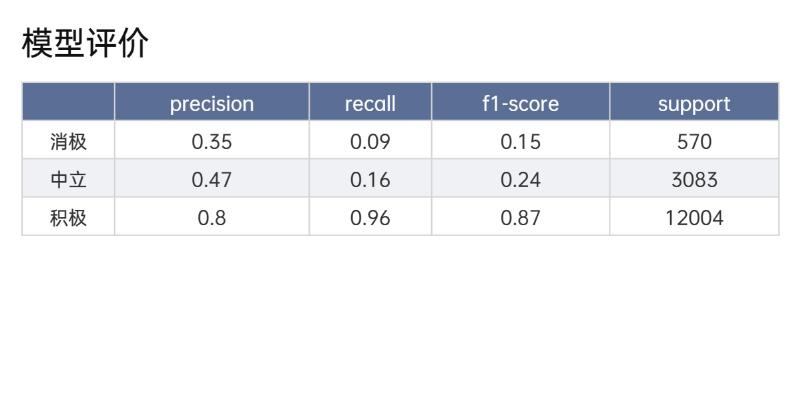 模型评价
precision recall f1-score support
消极 0.35 0.09 0.15 570
中立 0.47 0.16 0.24 3083
积极 0.8 0.96 0.87 12004